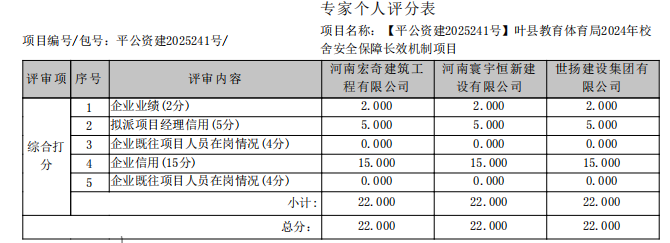 专家个人评分表
项目编号/包号：平公资建2025241号/
项目名称：【平公资建2025241号】叶县教育体育局2024年校
舍安全保障长效机制项目
评审项 序号 评审内容 河南宏奇建筑工程有限公司 河南寰宇恒新建设有限公司 世扬建设集团有限公司
综合打分
1 企业业绩(2分) 2.000 2.000 2.000
2 拟派项目经理信用(5分) 5.000 5.000 5.000
3 企业既往项目人员在岗情况(4分) 0.000 0.000 0.000
4 企业信用(15分) 15.000 15.000 15.000
5 企业既往项目人员在岗情况(4分) 0.000 0.000 0.000
小计: 22.000 22.000 22.000
总分: 22.000 22.000 22.000